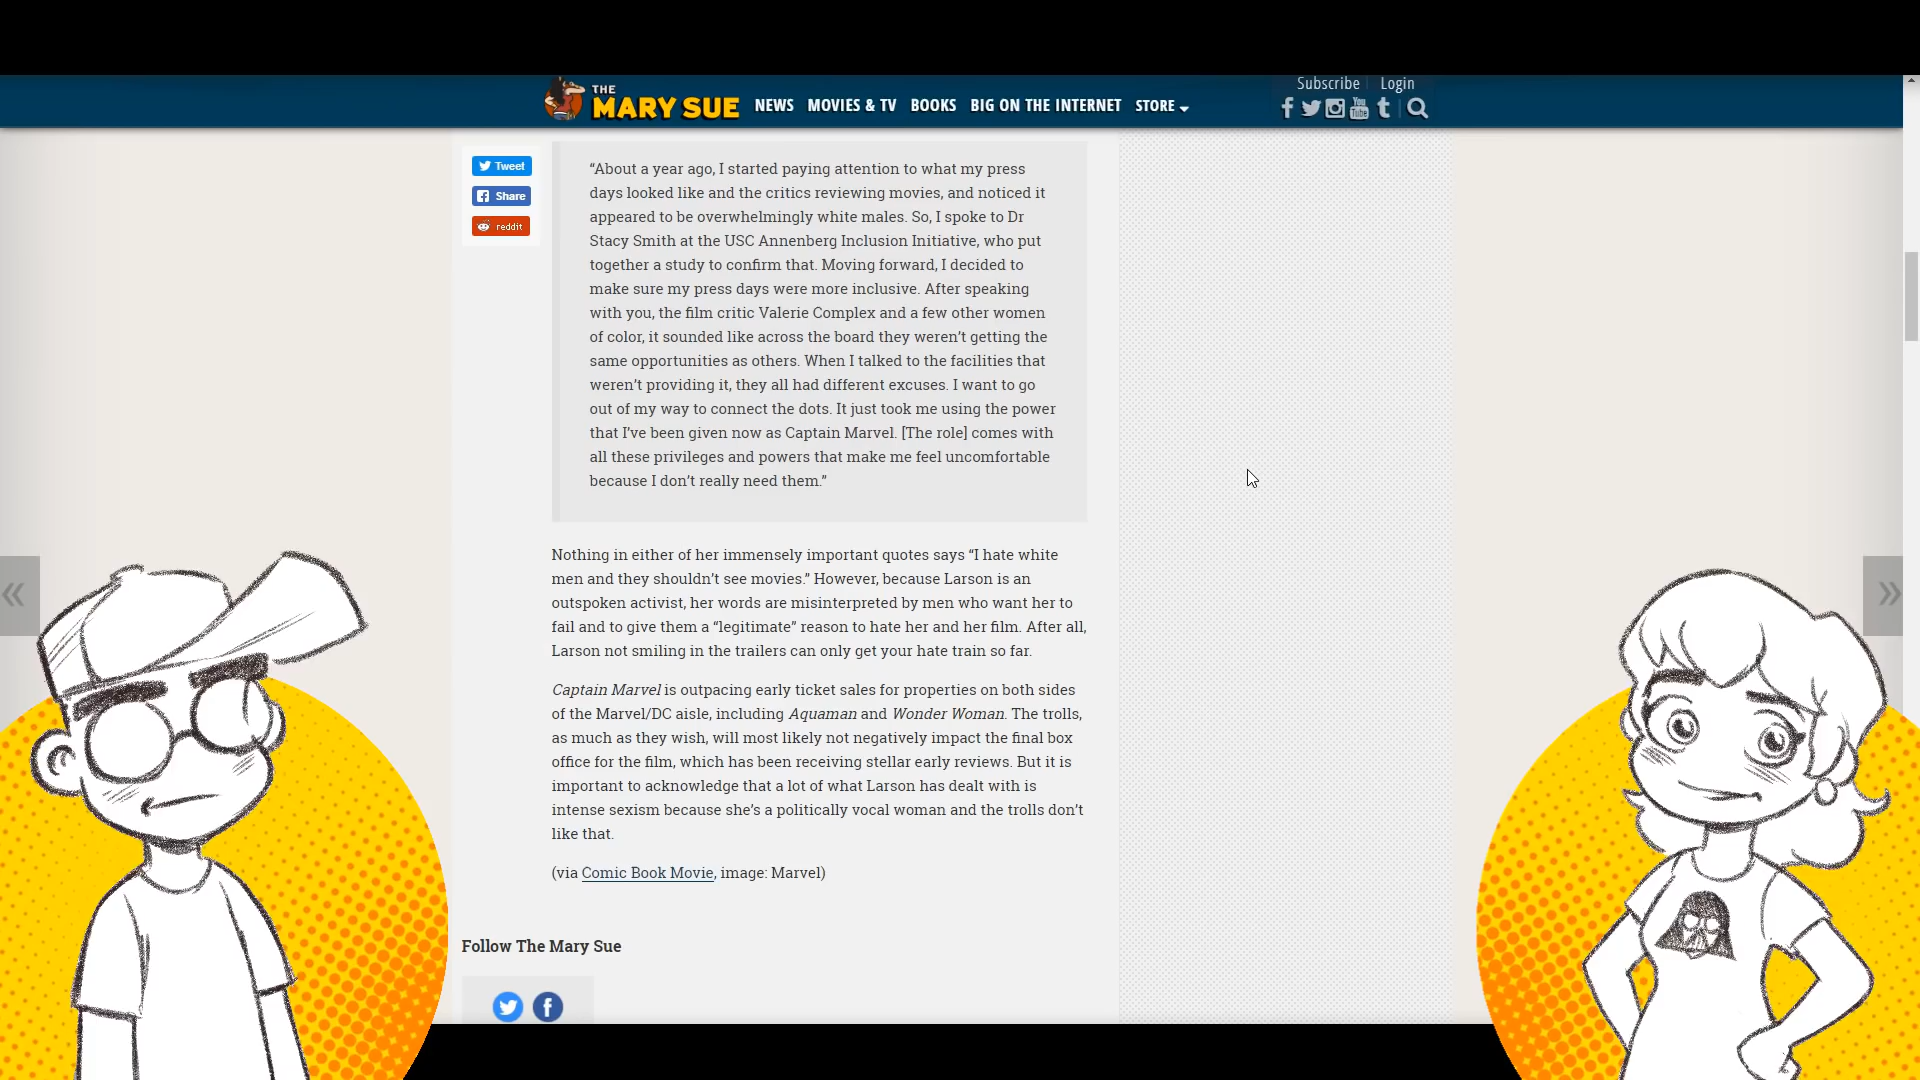 Subscribe Login
THE
MARY SUE NEWS MOVIES & TV BOOKS BIG ON THE INTERNET STORE
You
Tube
Tweet
Share
reddit
“About a year ago, I started paying attention to what my press
days looked like and the critics reviewing movies, and noticed it
appeared to be overwhelmingly white males. So, I spoke to Dr
Stacy Smith at the USC Annenberg Inclusion Initiative, who put
together a study to confirm that. Moving forward, I decided to
make sure my press days were more inclusive. After speaking
with you, the film critic Valerie Complex and a few other women
of color, it sounded like across the board they weren’t getting the
same opportunities as others. When I talked to the facilities that
weren’t providing it, they all had different excuses. I want to go
out of my way to connect the dots. It just took me using the power
that I’ve been given now as Captain Marvel. [The role] comes with
all these privileges and powers that make me feel uncomfortable
because I don’t really need them.”
Nothing in either of her immensely important quotes says “I hate white
men and they shouldn’t see movies.” However, because Larson is an
outspoken activist, her words are misinterpreted by men who want her to
fail and to give them a “legitimate” reason to hate her and her film. After all,
Larson not smiling in the trailers can only get your hate train so far.
Captain Marvel is outpacing early ticket sales for properties on both sides
of the Marvel/DC aisle, including Aquaman and Wonder Woman. The trolls,
as much as they wish, will most likely not negatively impact the final box
office for the film, which has been receiving stellar early reviews. But it is
important to acknowledge that a lot of what Larson has dealt with is
intense sexism because she’s a politically vocal woman and the trolls don’t
like that.
(via Comic Book Movie, image: Marvel)
Follow The Mary Sue